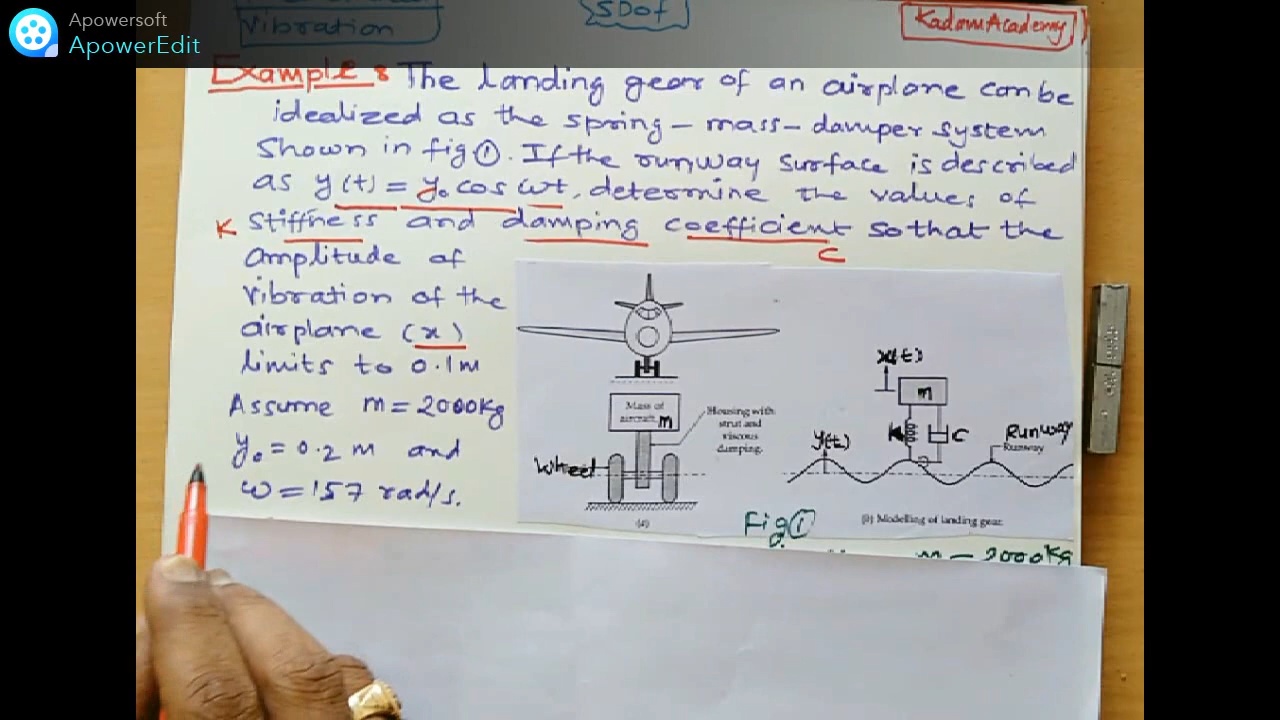 Apowersoft
ApowerEdit
Vibration
SDof
Kadam Academy
Example: The Landing gear of an airplane can be
idealized as the spring-mass-damper system
Shown in fig ①. If the runway surface is described
as y(t) = y₀ cos ωt, determine the values of
K stiffness and damping coefficient so that the
C
amplitude of
vibration of the
airplane (x)
limits to 0.1m
Assume m = 2000Kg
y₀ = 0.2 m and
ω = 157 rad/s.
Mass of
aircraft m
Housing with
strut and
viscous
damping.
Wheel
(a)
Fig ①
x(t)
m
y(t)
K
C
Runway
Runway
(b) Modelling of landing gear.
m = 2000Kg